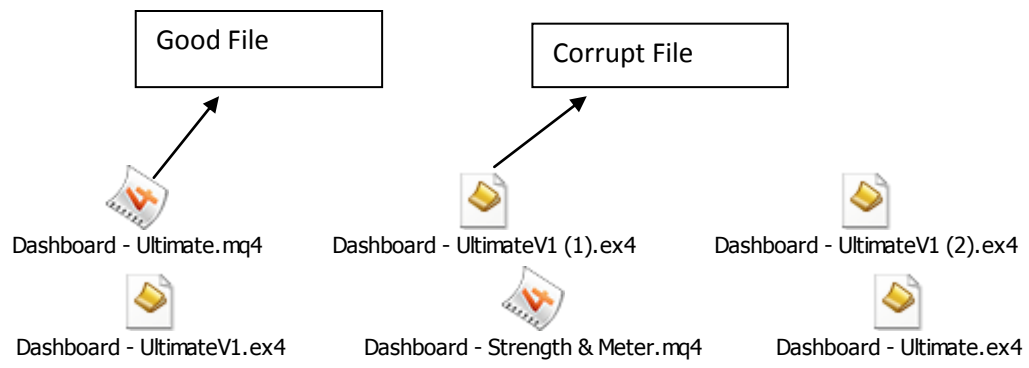 Good File
Corrupt File
Dashboard - Ultimate.mq4
Dashboard - UltimateV1 (1).ex4
Dashboard - UltimateV1 (2).ex4
Dashboard - UltimateV1.ex4
Dashboard - Strength & Meter.mq4
Dashboard - Ultimate.ex4